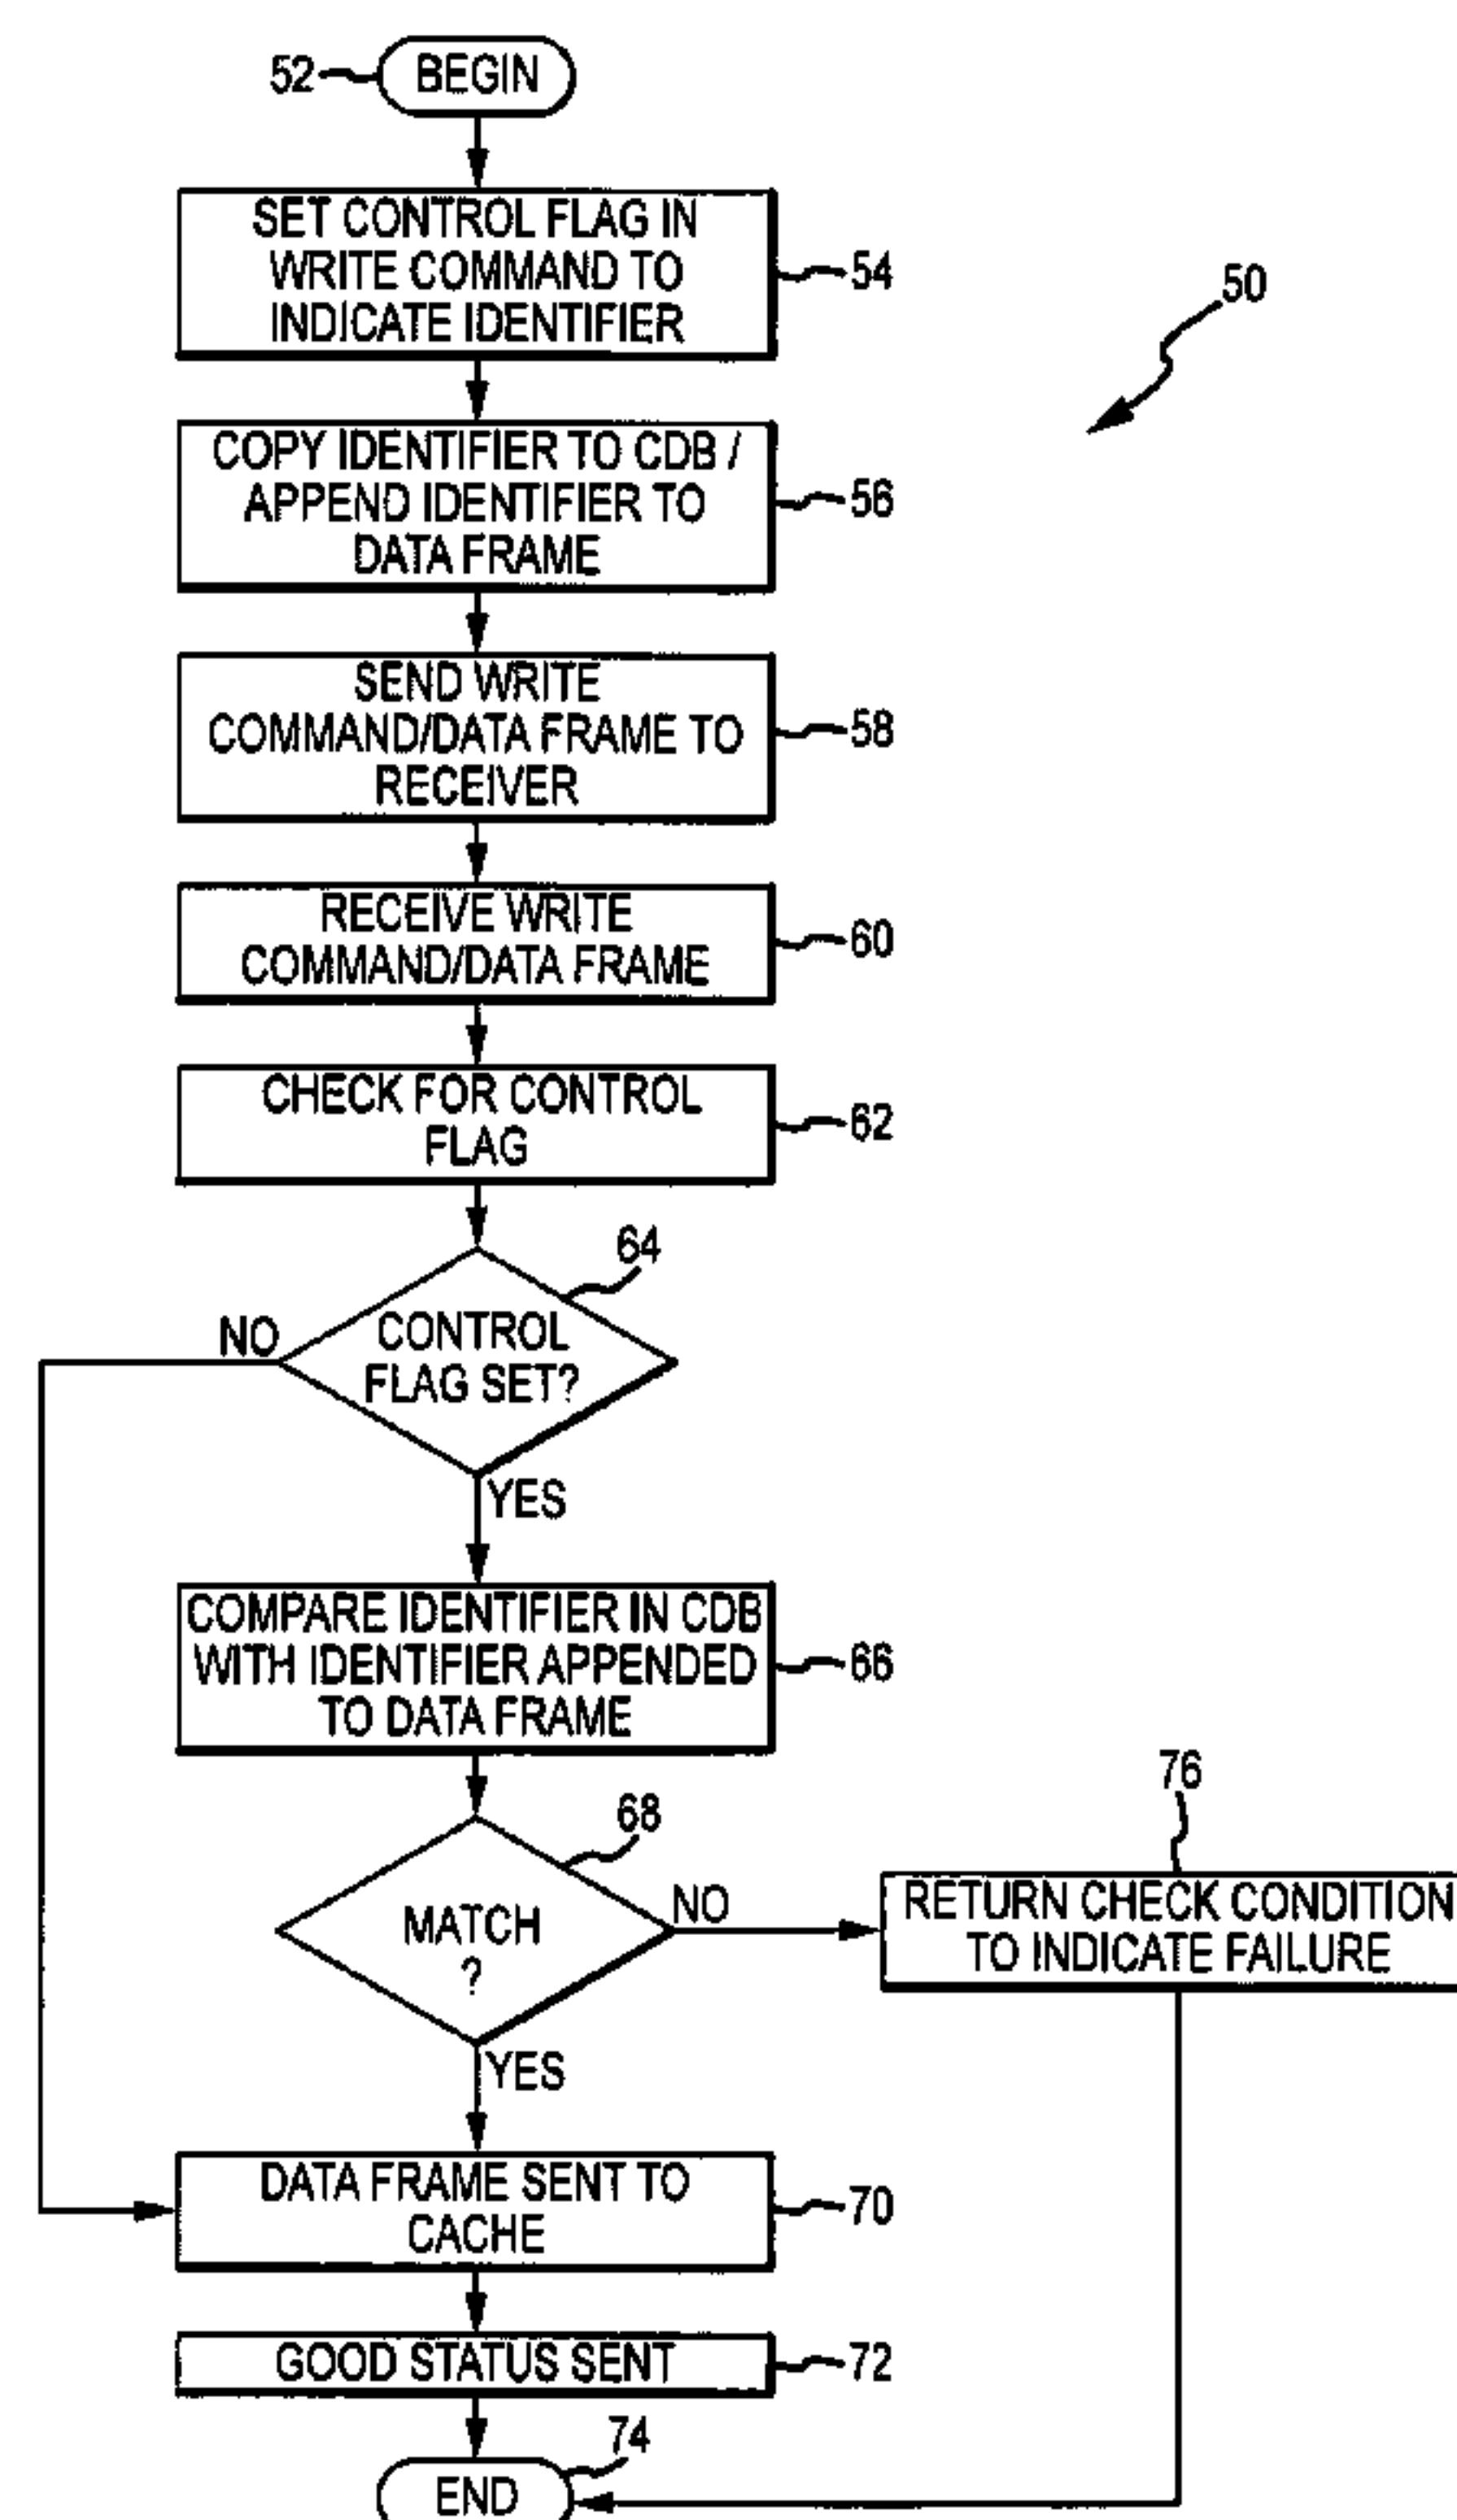 52
BEGIN
SET CONTROL FLAG IN
WRITE COMMAND TO
INDICATE IDENTIFIER
54
50
COPY IDENTIFIER TO CDB /
APPEND IDENTIFIER TO
DATA FRAME
56
SEND WRITE
COMMAND/DATA FRAME TO
RECEIVER
58
RECEIVE WRITE
COMMAND/DATA FRAME
60
CHECK FOR CONTROL
FLAG
62
64
NO
CONTROL
FLAG SET?
YES
COMPARE IDENTIFIER IN CDB
WITH IDENTIFIER APPENDED
TO DATA FRAME
66
68
MATCH
?
NO
76
RETURN CHECK CONDITION
TO INDICATE FAILURE
YES
DATA FRAME SENT TO
CACHE
70
GOOD STATUS SENT
72
74
END